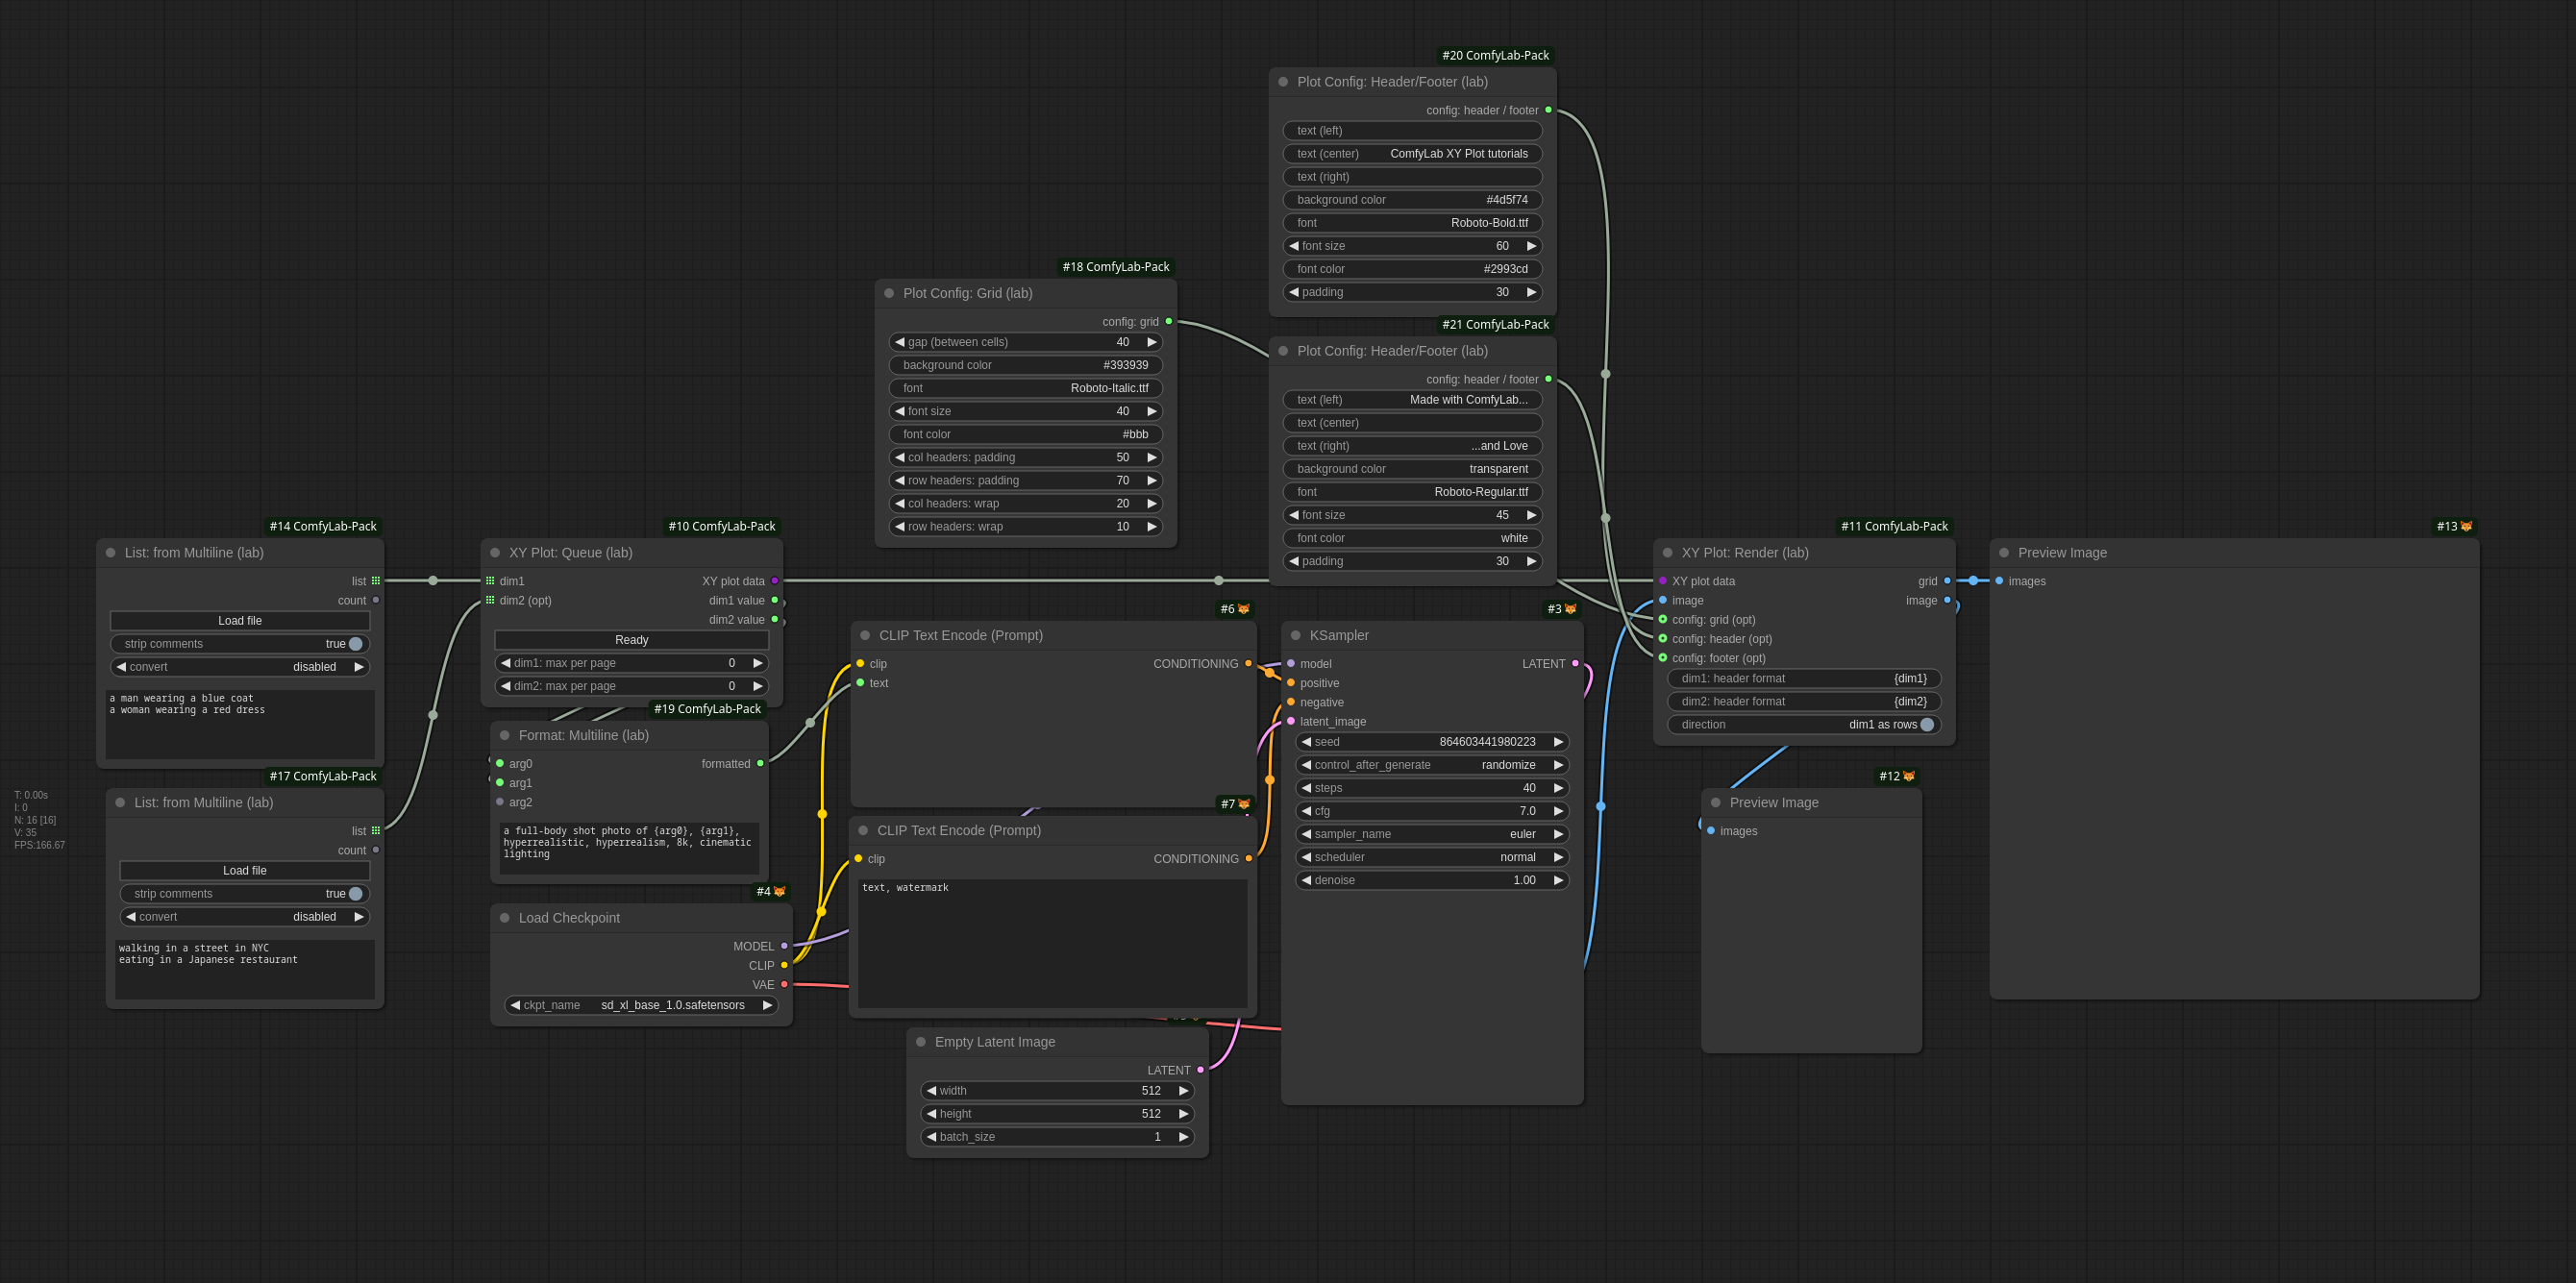 #20 ComfyLab-Pack
Plot Config: Header/Footer (lab)
config: header / footer
text (left)
text (center) ComfyLab XY Plot tutorials
text (right)
background color #4d5f74
font Roboto-Bold.ttf
font size 60
font color #2993cd
padding 30
#18 ComfyLab-Pack
Plot Config: Grid (lab)
config: grid
gap (between cells) 40
background color #393939
font Roboto-Italic.ttf
font size 40
font color #bbb
col headers: padding 50
row headers: padding 70
col headers: wrap 20
row headers: wrap 10
#21 ComfyLab-Pack
Plot Config: Header/Footer (lab)
config: header / footer
text (left) Made with ComfyLab...
text (center)
text (right) ...and Love
background color transparent
font Roboto-Regular.ttf
font size 45
font color white
padding 30
#14 ComfyLab-Pack
List: from Multiline (lab)
list
count
Load file
strip comments true
convert disabled
a man wearing a blue coat
a woman wearing a red dress
#17 ComfyLab-Pack
List: from Multiline (lab)
list
count
Load file
strip comments true
convert disabled
walking in a street in NYC
eating in a Japanese restaurant
T: 0.00s
I: 0
N: 16 [16]
V: 35
FPS:166.67
#10 ComfyLab-Pack
XY Plot: Queue (lab)
dim1 XY plot data
dim2 (opt) dim1 value
dim2 value
Ready
dim1: max per page 0
dim2: max per page 0
#19 ComfyLab-Pack
Format: Multiline (lab)
arg0 formatted
arg1
arg2
a full-body shot photo of {arg0}, {arg1},
hyperrealistic, hyperrealism, 8k, cinematic
lighting
#4
Load Checkpoint
MODEL
CLIP
VAE
ckpt_name sd_xl_base_1.0.safetensors
#6
CLIP Text Encode (Prompt)
clip CONDITIONING
text
#7
CLIP Text Encode (Prompt)
clip CONDITIONING
text, watermark
Empty Latent Image
LATENT
width 512
height 512
batch_size 1
#3
KSampler
model LATENT
positive
negative
latent_image
seed 864603441980223
control_after_generate randomize
steps 40
cfg 7.0
sampler_name euler
scheduler normal
denoise 1.00
#11 ComfyLab-Pack
XY Plot: Render (lab)
XY plot data grid
image image
config: grid (opt)
config: header (opt)
config: footer (opt)
dim1: header format {dim1}
dim2: header format {dim2}
direction dim1 as rows
#12
Preview Image
images
#13
Preview Image
images